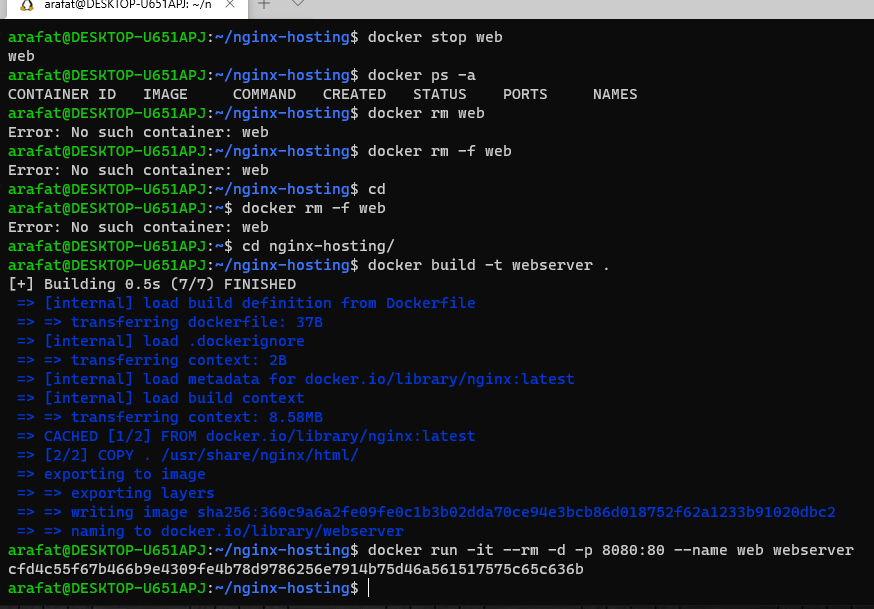 arafat@DESKTOP-U651APJ: ~/n
arafat@DESKTOP-U651APJ:~/nginx-hosting$ docker stop web
web
arafat@DESKTOP-U651APJ:~/nginx-hosting$ docker ps -a
CONTAINER ID   IMAGE     COMMAND   CREATED   STATUS    PORTS     NAMES
arafat@DESKTOP-U651APJ:~/nginx-hosting$ docker rm web
Error: No such container: web
arafat@DESKTOP-U651APJ:~/nginx-hosting$ docker rm -f web
Error: No such container: web
arafat@DESKTOP-U651APJ:~/nginx-hosting$ cd
arafat@DESKTOP-U651APJ:~$ docker rm -f web
Error: No such container: web
arafat@DESKTOP-U651APJ:~$ cd nginx-hosting/
arafat@DESKTOP-U651APJ:~/nginx-hosting$ docker build -t webserver .
[+] Building 0.5s (7/7) FINISHED
=> [internal] load build definition from Dockerfile
=> => transferring dockerfile: 37B
=> [internal] load .dockerignore
=> => transferring context: 2B
=> [internal] load metadata for docker.io/library/nginx:latest
=> [internal] load build context
=> => transferring context: 8.58MB
=> CACHED [1/2] FROM docker.io/library/nginx:latest
=> [2/2] COPY . /usr/share/nginx/html/
=> exporting to image
=> => exporting layers
=> => writing image sha256:360c9a6a2fe09fe0c1b3b02dda70ce94e3bcb86d018752f62a1233b91020dbc2
=> => naming to docker.io/library/webserver
arafat@DESKTOP-U651APJ:~/nginx-hosting$ docker run -it --rm -d -p 8080:80 --name web webserver
cfd4c55f67b466b9e4309fe4b78d9786256e7914b75d46a561517575c65c636b
arafat@DESKTOP-U651APJ:~/nginx-hosting$